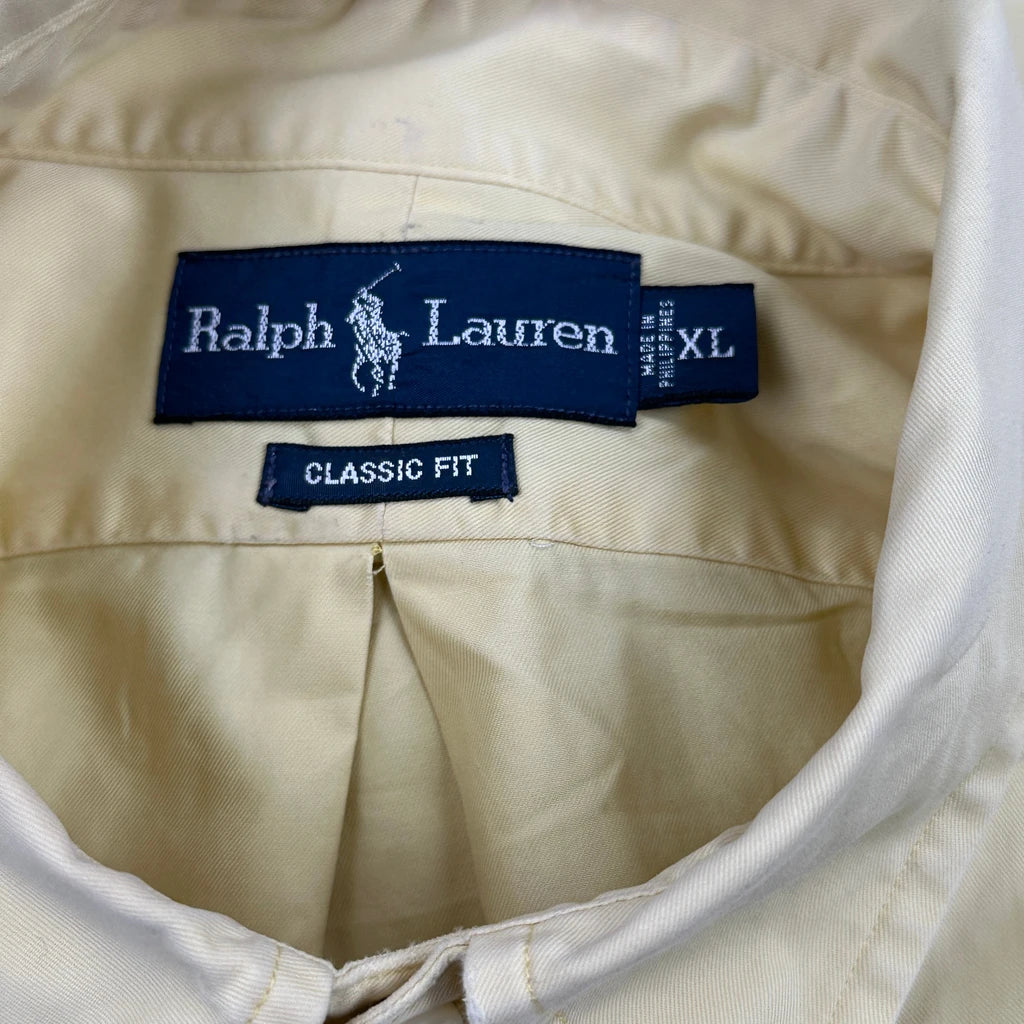 Ralph Lauren
MADE IN
PHILIPPINES
XL
CLASSIC FIT